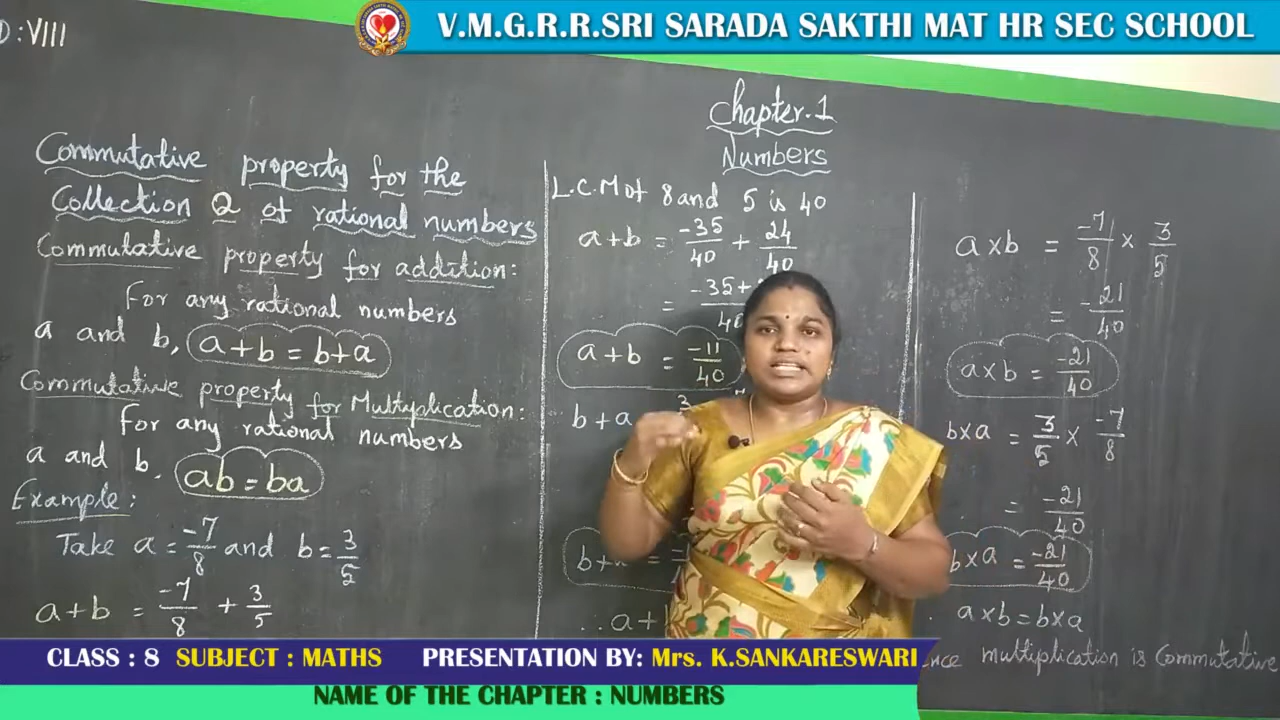 V.M.G.R.R.SRI SARADA SAKTHI MAT HR SEC SCHOOL
D:VIII
Chapter.1
Numbers
Commutative property for the
Collection Q of rational numbers
Commutative property for addition:
For any rational numbers
a and b, a+b = b+a
Commutative property for Multyplication:
For any rational numbers
a and b. ab = ba
Example:
Take a = -7/8 and b = 3/5
a+b = -7/8 + 3/5
L.C.M of 8 and 5 is 40
a+b = -35/40 + 24/40
= -35+
40
a+b = -11/40
b+a
b+
∴ a+
a×b = -7/8 × 3/5
= -21/40
a×b = -21/40
b×a = 3/5 × -7/8
= -21/40
b×a = -21/40
a×b = b×a
ence multiplication is Commutative
CLASS : 8 SUBJECT : MATHS PRESENTATION BY: Mrs. K.SANKARESWARI
NAME OF THE CHAPTER : NUMBERS